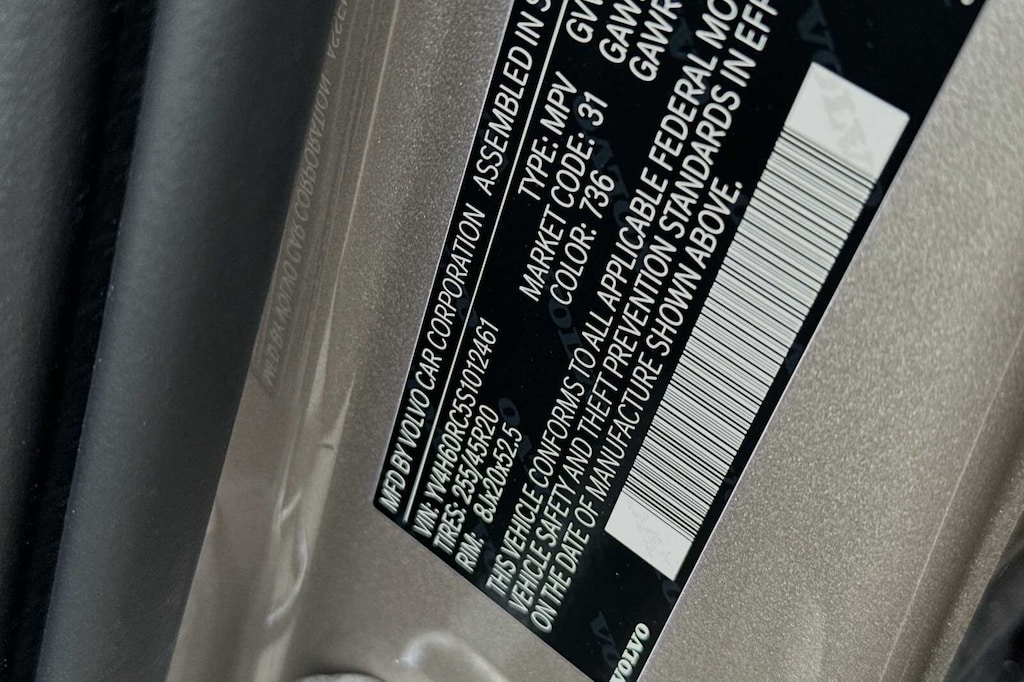 MFD BY VOLVO CAR CORPORATION ASSEMBLED IN
VIN: YV4H60RC5S1012461 TYPE: MPV
TIRES: 255/45R20 MARKET CODE: 31
RIM: 8Jx20x52.5 COLOR: 736
GAWR
THIS VEHICLE CONFORMS TO ALL APPLICABLE FEDERAL
VEHICLE SAFETY AND THEFT PREVENTION STANDARDS IN
ON THE DATE OF MANUFACTURE SHOWN ABOVE.
VOLVO